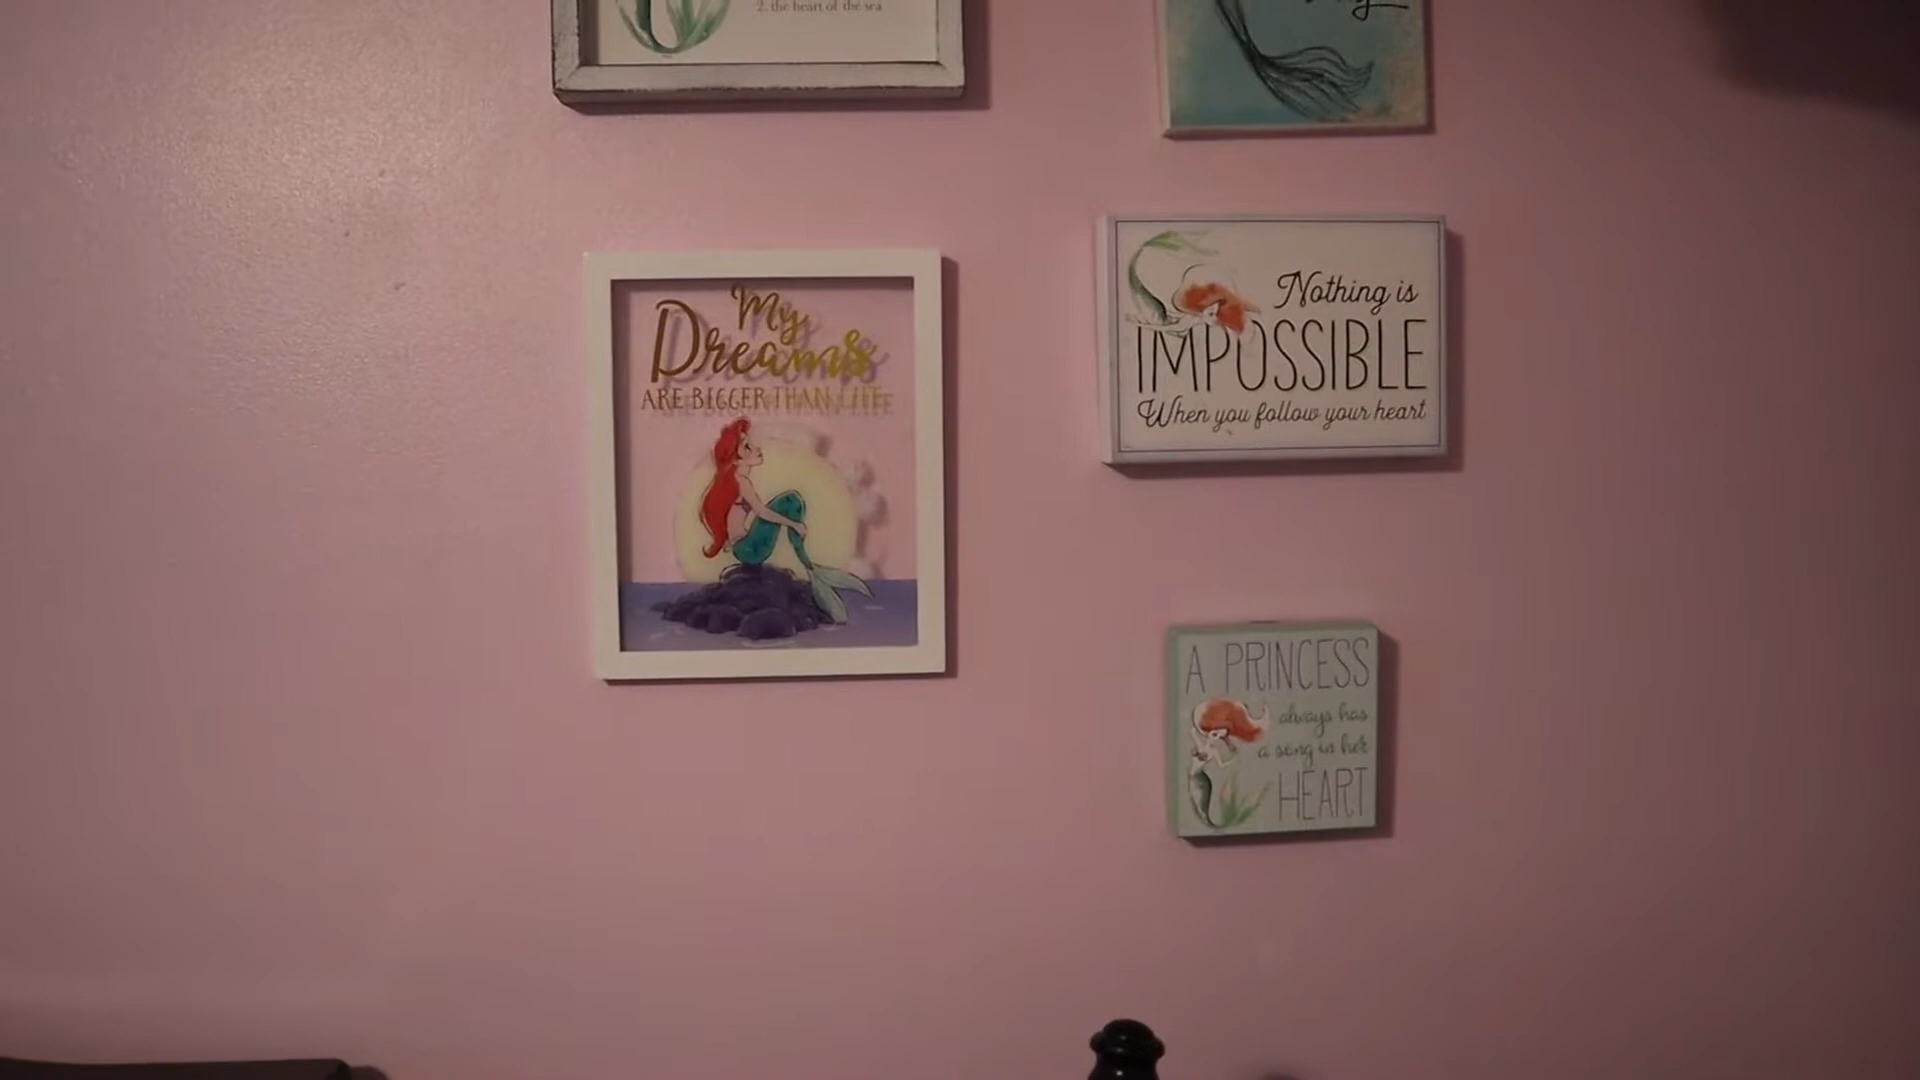 2. the heart of the sea
My
Dreams
ARE BIGGER THAN LIFE
Nothing is
IMPOSSIBLE
When you follow your heart
A PRINCESS
always has
a song in her
HEART